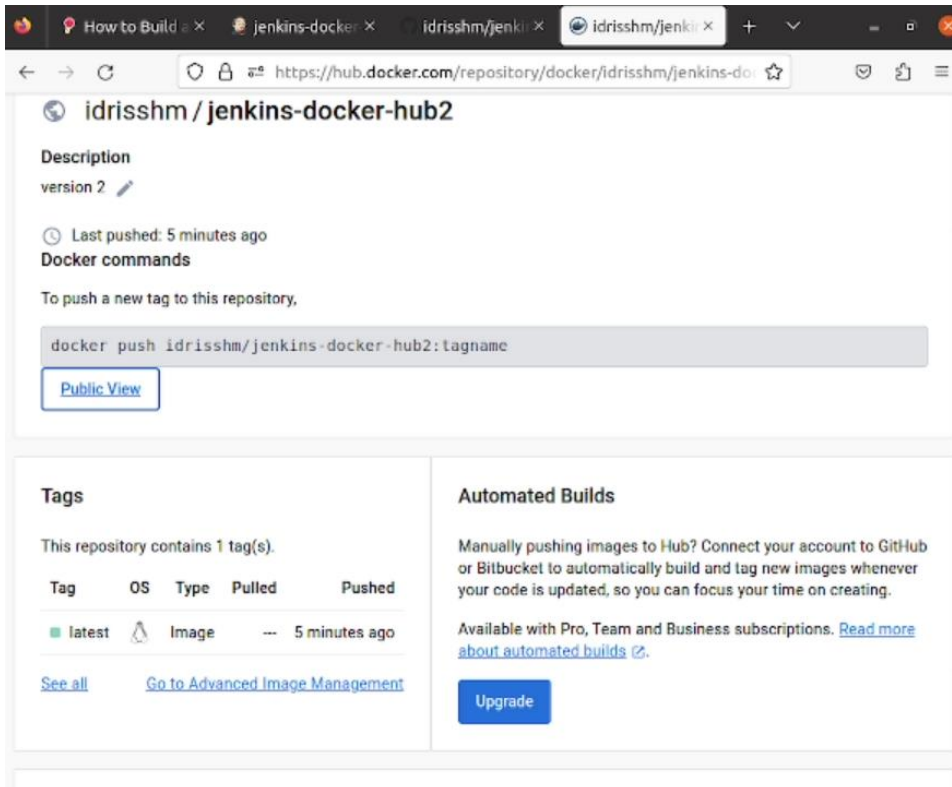 How to Build a
jenkins-docker
idrisshm/jenki
idrisshm/jenki
https://hub.docker.com/repository/docker/idrisshm/jenkins-do
idrisshm / jenkins-docker-hub2
Description
version 2
Last pushed: 5 minutes ago
Docker commands
To push a new tag to this repository,
docker push idrisshm/jenkins-docker-hub2:tagname
Public View
Tags
This repository contains 1 tag(s).
Tag OS Type Pulled Pushed
latest Image --- 5 minutes ago
See all Go to Advanced Image Management
Automated Builds
Manually pushing images to Hub? Connect your account to GitHub
or Bitbucket to automatically build and tag new images whenever
your code is updated, so you can focus your time on creating.
Available with Pro, Team and Business subscriptions. Read more
about automated builds.
Upgrade